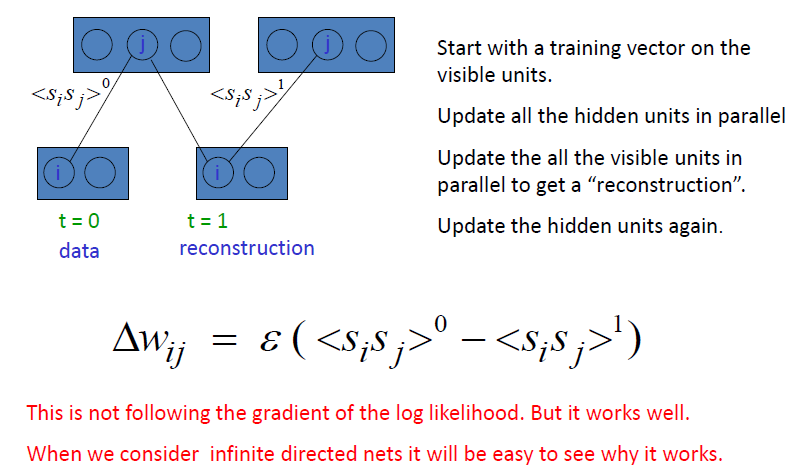 j
j
<s_i s_j>^0
<s_i s_j>^1
i
i
t = 0
t = 1
data
reconstruction
Start with a training vector on the
visible units.
Update all the hidden units in parallel
Update the all the visible units in
parallel to get a “reconstruction”.
Update the hidden units again.
Δw_ij = ε ( <s_i s_j>^0 − <s_i s_j>^1 )
This is not following the gradient of the log likelihood. But it works well.
When we consider infinite directed nets it will be easy to see why it works.